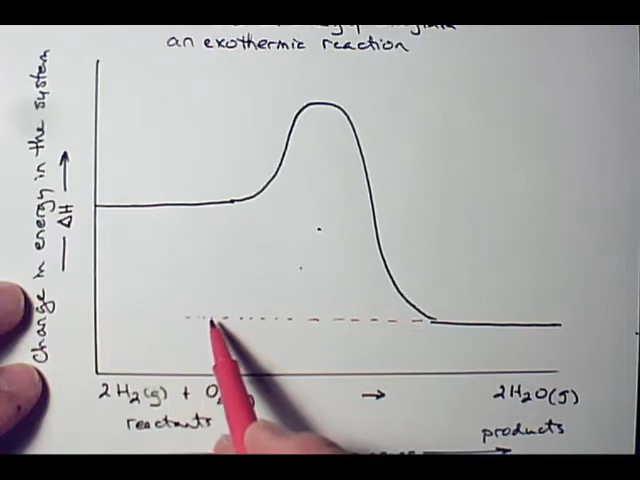 an exothermic reaction
Change in energy in the system
— ΔH →
2H₂(g) + O
→
2H₂O(g)
reactants
products